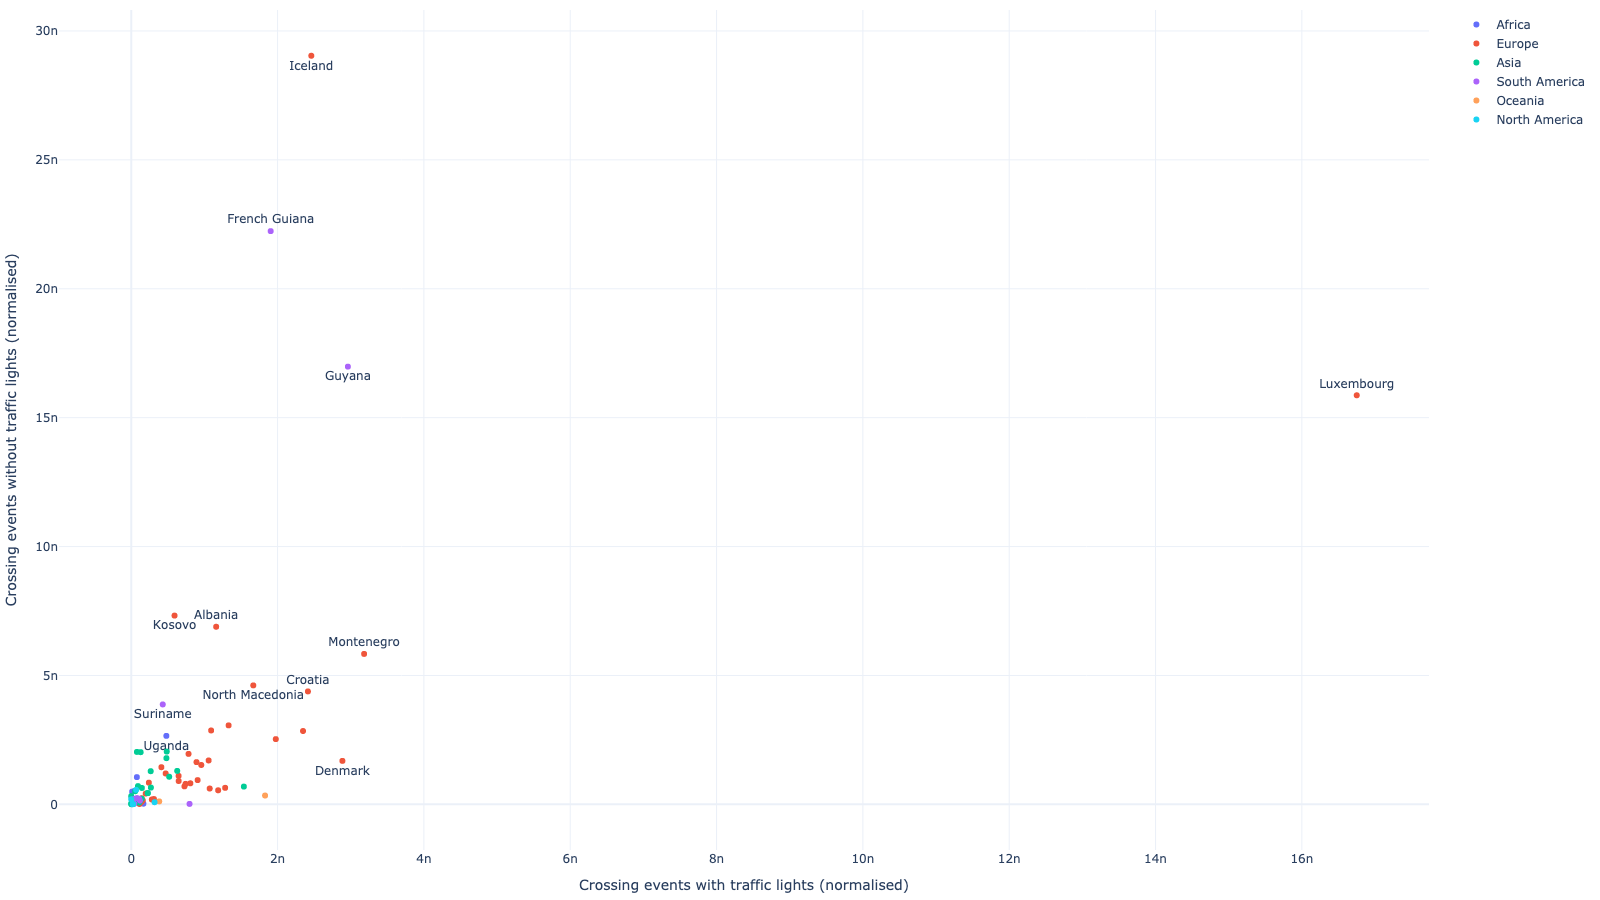 30n
25n
20n
15n
10n
5n
0
Crossing events without traffic lights (normalised)
Iceland
French Guiana
Guyana
Luxembourg
Kosovo
Albania
Montenegro
Croatia
North Macedonia
Suriname
Uganda
Denmark
0
2n
4n
6n
8n
10n
12n
14n
16n
Crossing events with traffic lights (normalised)
Africa
Europe
Asia
South America
Oceania
North America